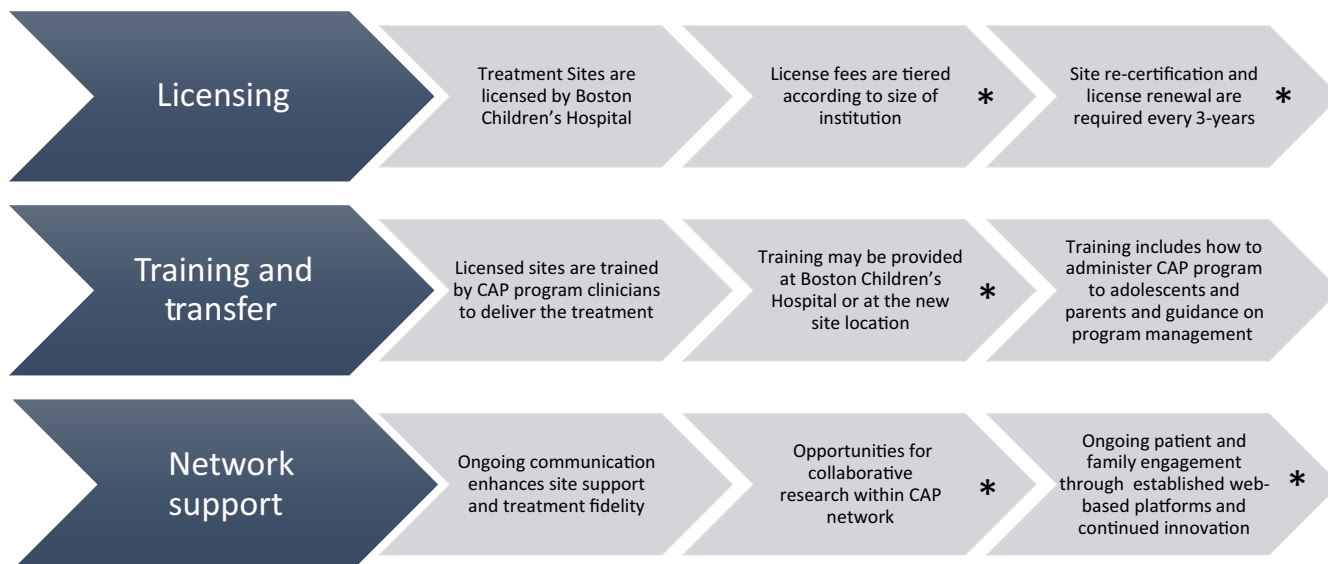 Licensing
Treatment Sites are
licensed by Boston
Children's Hospital
License fees are tiered
according to size of
institution
*
Site re-certification and
license renewal are
required every 3-years
*
Training and
transfer
Licensed sites are trained
by CAP program clinicians
to deliver the treatment
Training may be provided
at Boston Children's
Hospital or at the new
site location
*
Training includes how to
administer CAP program
to adolescents and
parents and guidance on
program management
Network
support
Ongoing communication
enhances site support
and treatment fidelity
Opportunities for
collaborative
research within CAP
network
*
Ongoing patient and
family engagement
through established web-
based platforms and
continued innovation
*